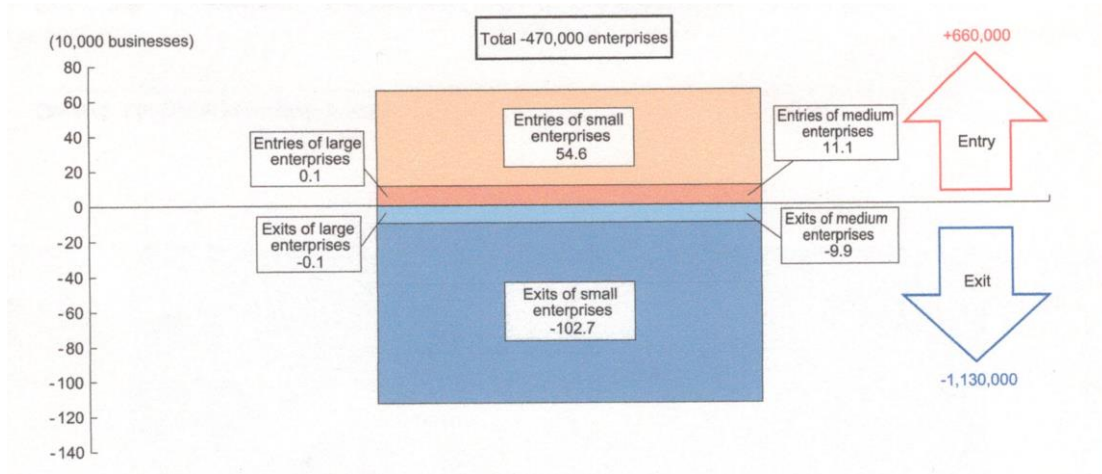 Total -470,000 enterprises
(10,000 businesses)
+660,000
80
60
40
20
0
-20
-40
-60
-80
-100
-120
-140
Entries of small
enterprises
54.6
Entries of medium
enterprises
11.1
Entries of large
enterprises
0.1
Entry
Exits of large
enterprises
-0.1
Exits of medium
enterprises
-9.9
Exits of small
enterprises
-102.7
Exit
-1,130,000